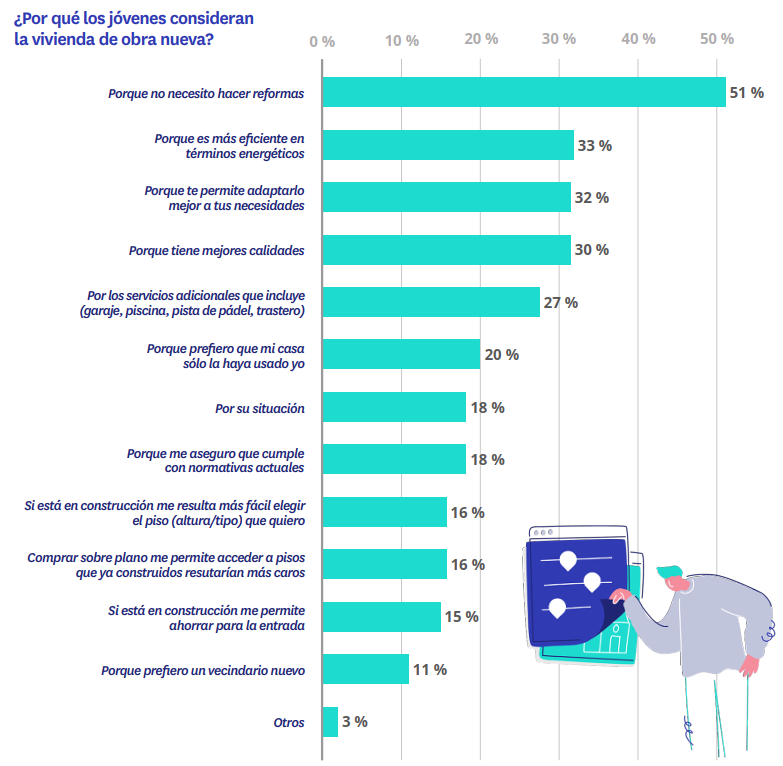 ¿Por qué los jóvenes consideran
la vivienda de obra nueva?
0 %
10 %
20 %
30 %
40 %
50 %
Porque no necesito hacer reformas
51 %
Porque es más eficiente en
términos energéticos
33 %
Porque te permite adaptarlo
mejor a tus necesidades
32 %
Porque tiene mejores calidades
30 %
Por los servicios adicionales que incluye
(garaje, piscina, pista de pádel, trastero)
27 %
Porque prefiero que mi casa
sólo la haya usado yo
20 %
Por su situación
18 %
Porque me aseguro que cumple
con normativas actuales
18 %
Si está en construcción me resulta más fácil elegir
el piso (altura/tipo) que quiero
16 %
Comprar sobre plano me permite acceder a pisos
que ya construidos resutarían más caros
16 %
Si está en construcción me permite
ahorrar para la entrada
15 %
Porque prefiero un vecindario nuevo
11 %
Otros
3 %